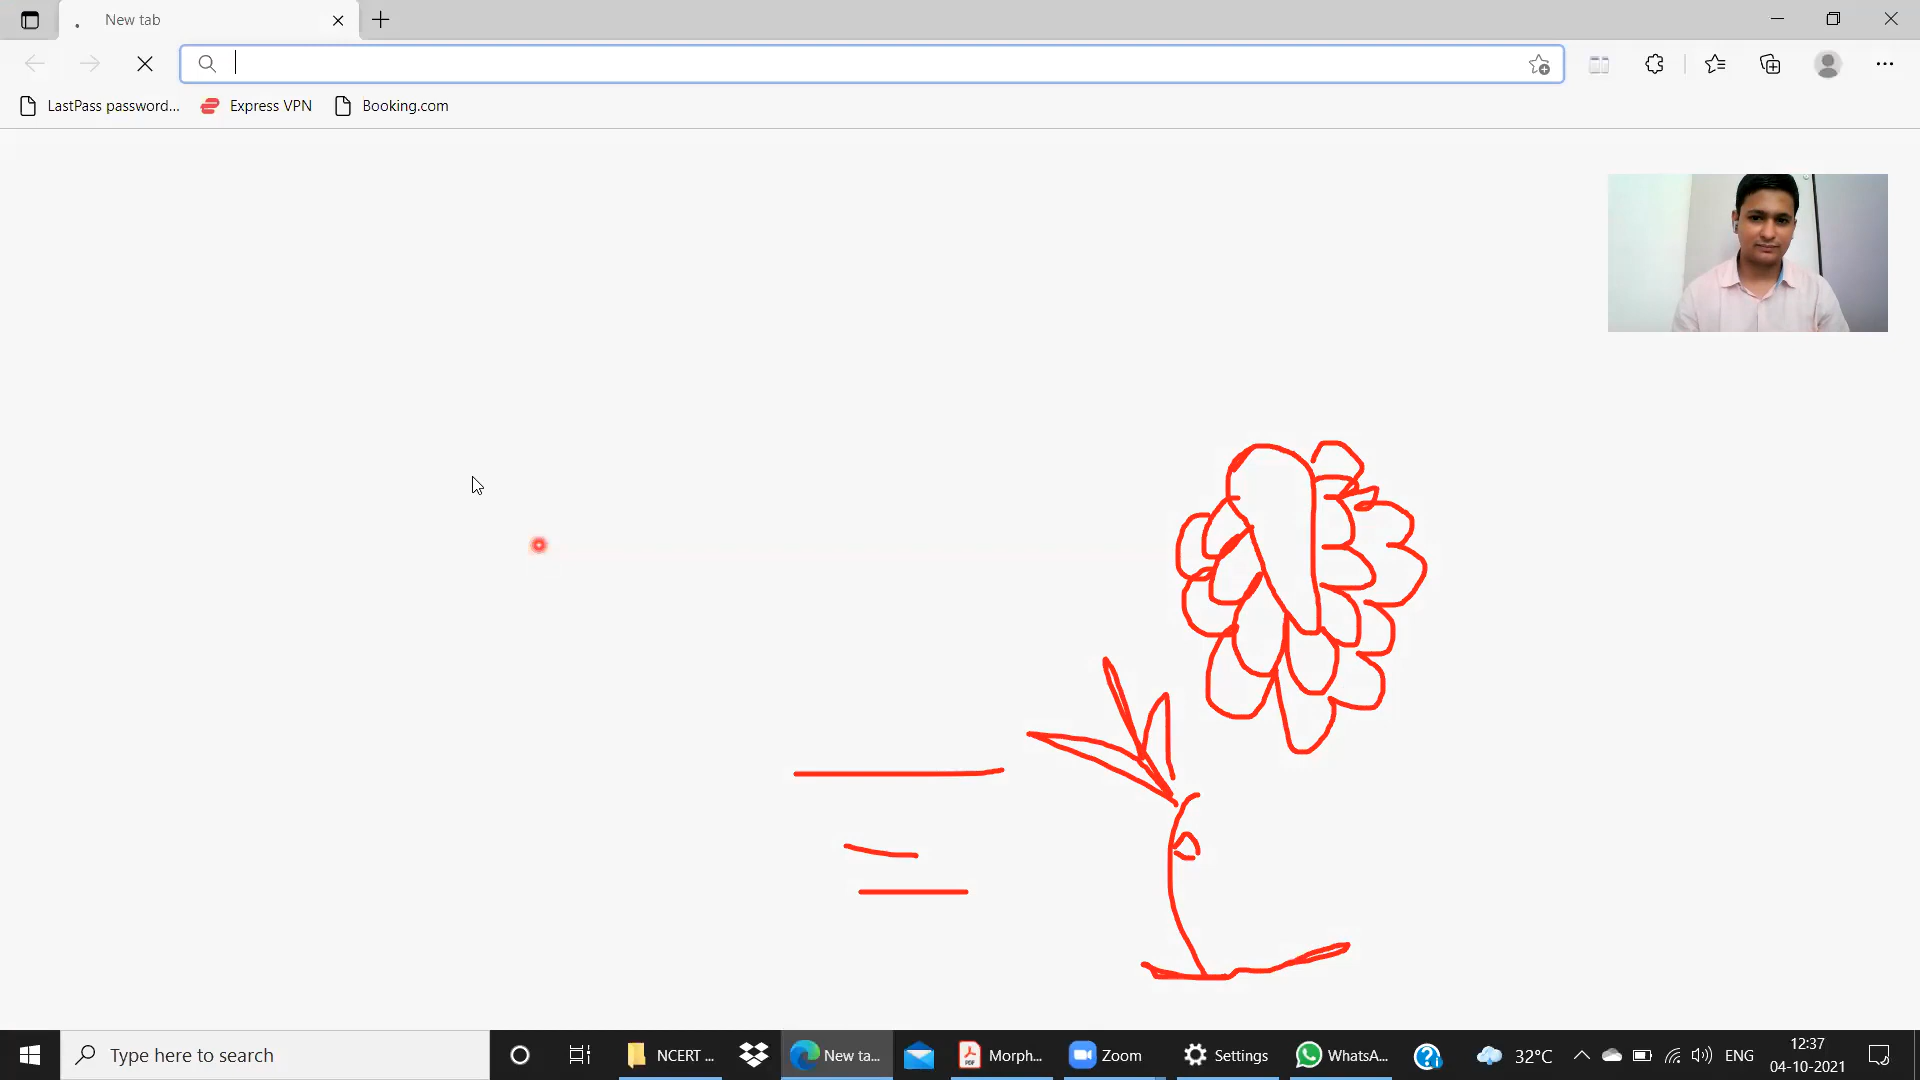 New tab
LastPass password...
Express VPN
Booking.com
Type here to search
NCERT ...
New ta...
Morph...
Zoom
Settings
WhatsA...
32°C
ENG
12:37
04-10-2021